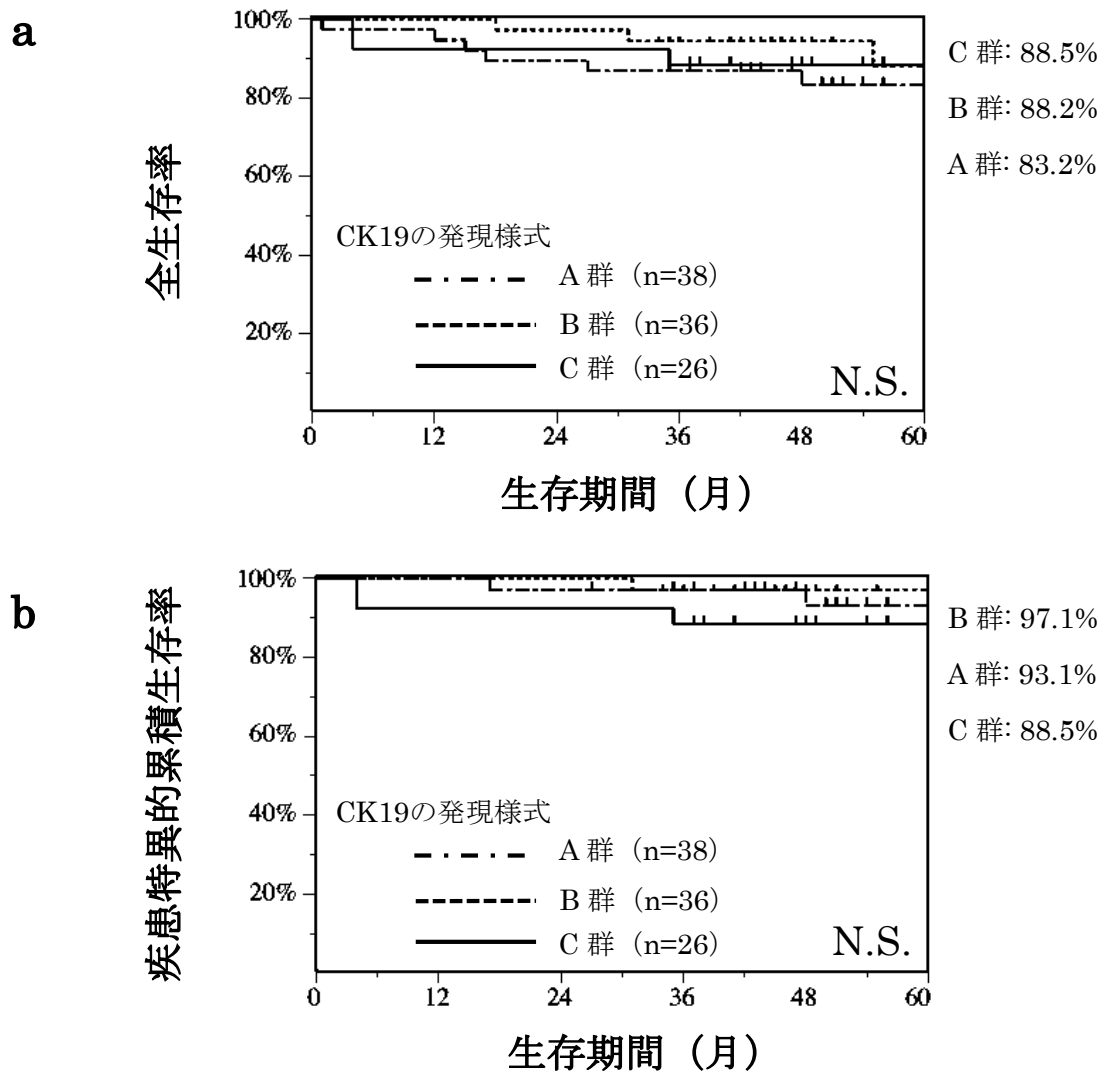 a
全生存率
100%
80%
60%
40%
20%
CK19の発現様式
A 群（n=38）
B 群（n=36）
C 群（n=26）
N.S.
0 12 24 36 48 60
生存期間（月）
C 群: 88.5%
B 群: 88.2%
A 群: 83.2%
b
疾患特異的累積生存率
100%
80%
60%
40%
20%
CK19の発現様式
A 群（n=38）
B 群（n=36）
C 群（n=26）
N.S.
0 12 24 36 48 60
生存期間（月）
B 群: 97.1%
A 群: 93.1%
C 群: 88.5%